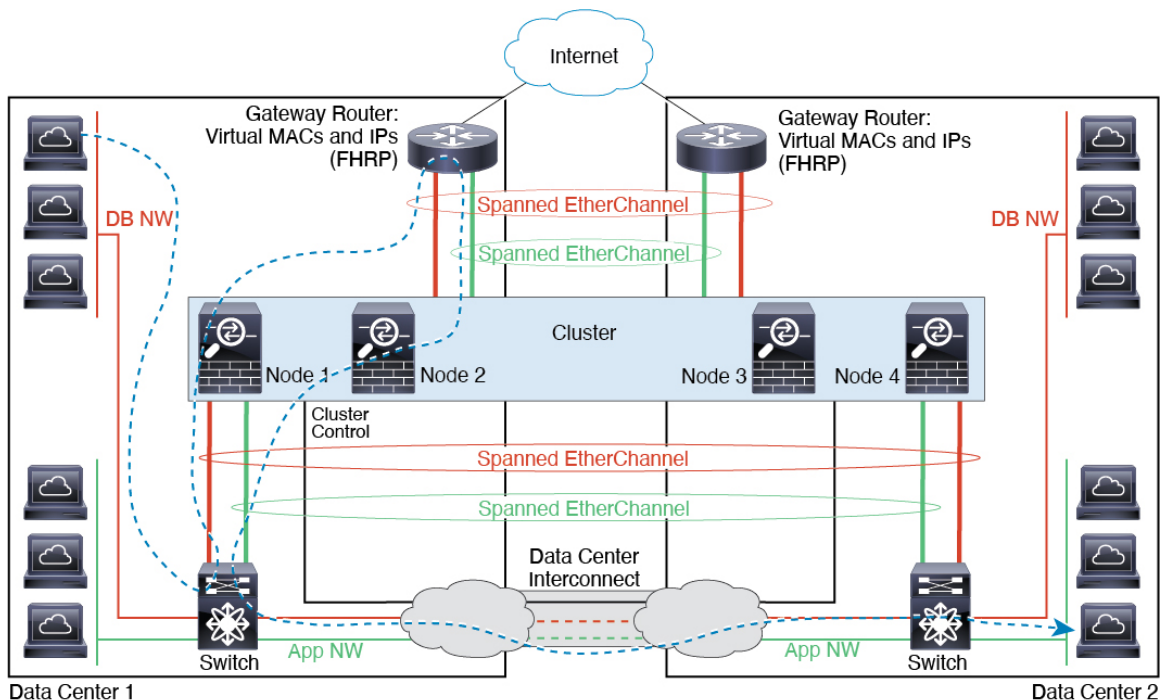 Internet
Gateway Router:
Virtual MACs and IPs
(FHRP)
Gateway Router:
Virtual MACs and IPs
(FHRP)
Spanned EtherChannel
DB NW
DB NW
Spanned EtherChannel
Cluster
Node 1
Node 2
Node 3
Node 4
Cluster
Control
Spanned EtherChannel
Spanned EtherChannel
Data Center
Interconnect
App NW
App NW
Switch
Switch
Data Center 1
Data Center 2